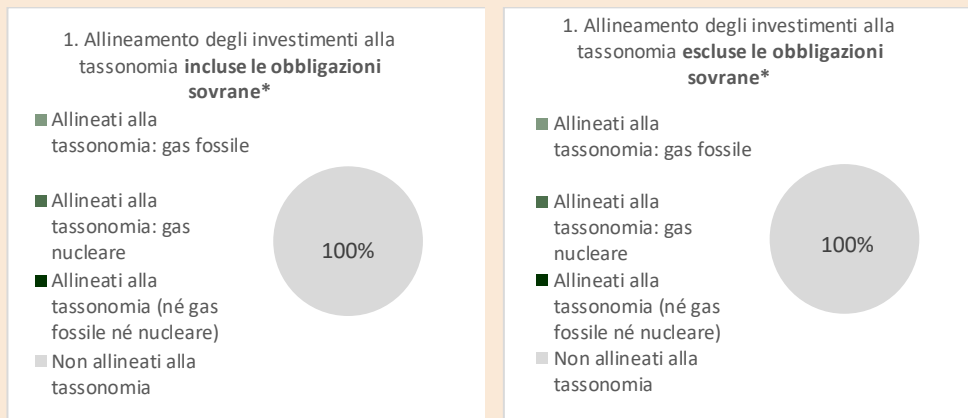 1. Allineamento degli investimenti alla
tassonomia incluse le obbligazioni
sovrane*
Allineati alla
tassonomia: gas fossile
Allineati alla
tassonomia: gas
nucleare
Allineati alla
tassonomia (né gas
fossile né nucleare)
Non allineati alla
tassonomia
100%
1. Allineamento degli investimenti alla
tassonomia escluse le obbligazioni
sovrane*
Allineati alla
tassonomia: gas fossile
Allineati alla
tassonomia: gas
nucleare
Allineati alla
tassonomia (né gas
fossile né nucleare)
Non allineati alla
tassonomia
100%